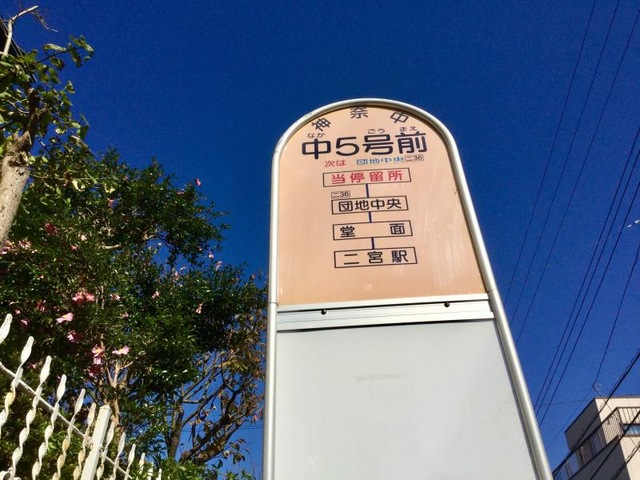 神奈中
なか ごう まえ
中5号前
次は 団地中央 二36
当停留所
二36
団地中央
堂面
二宮駅